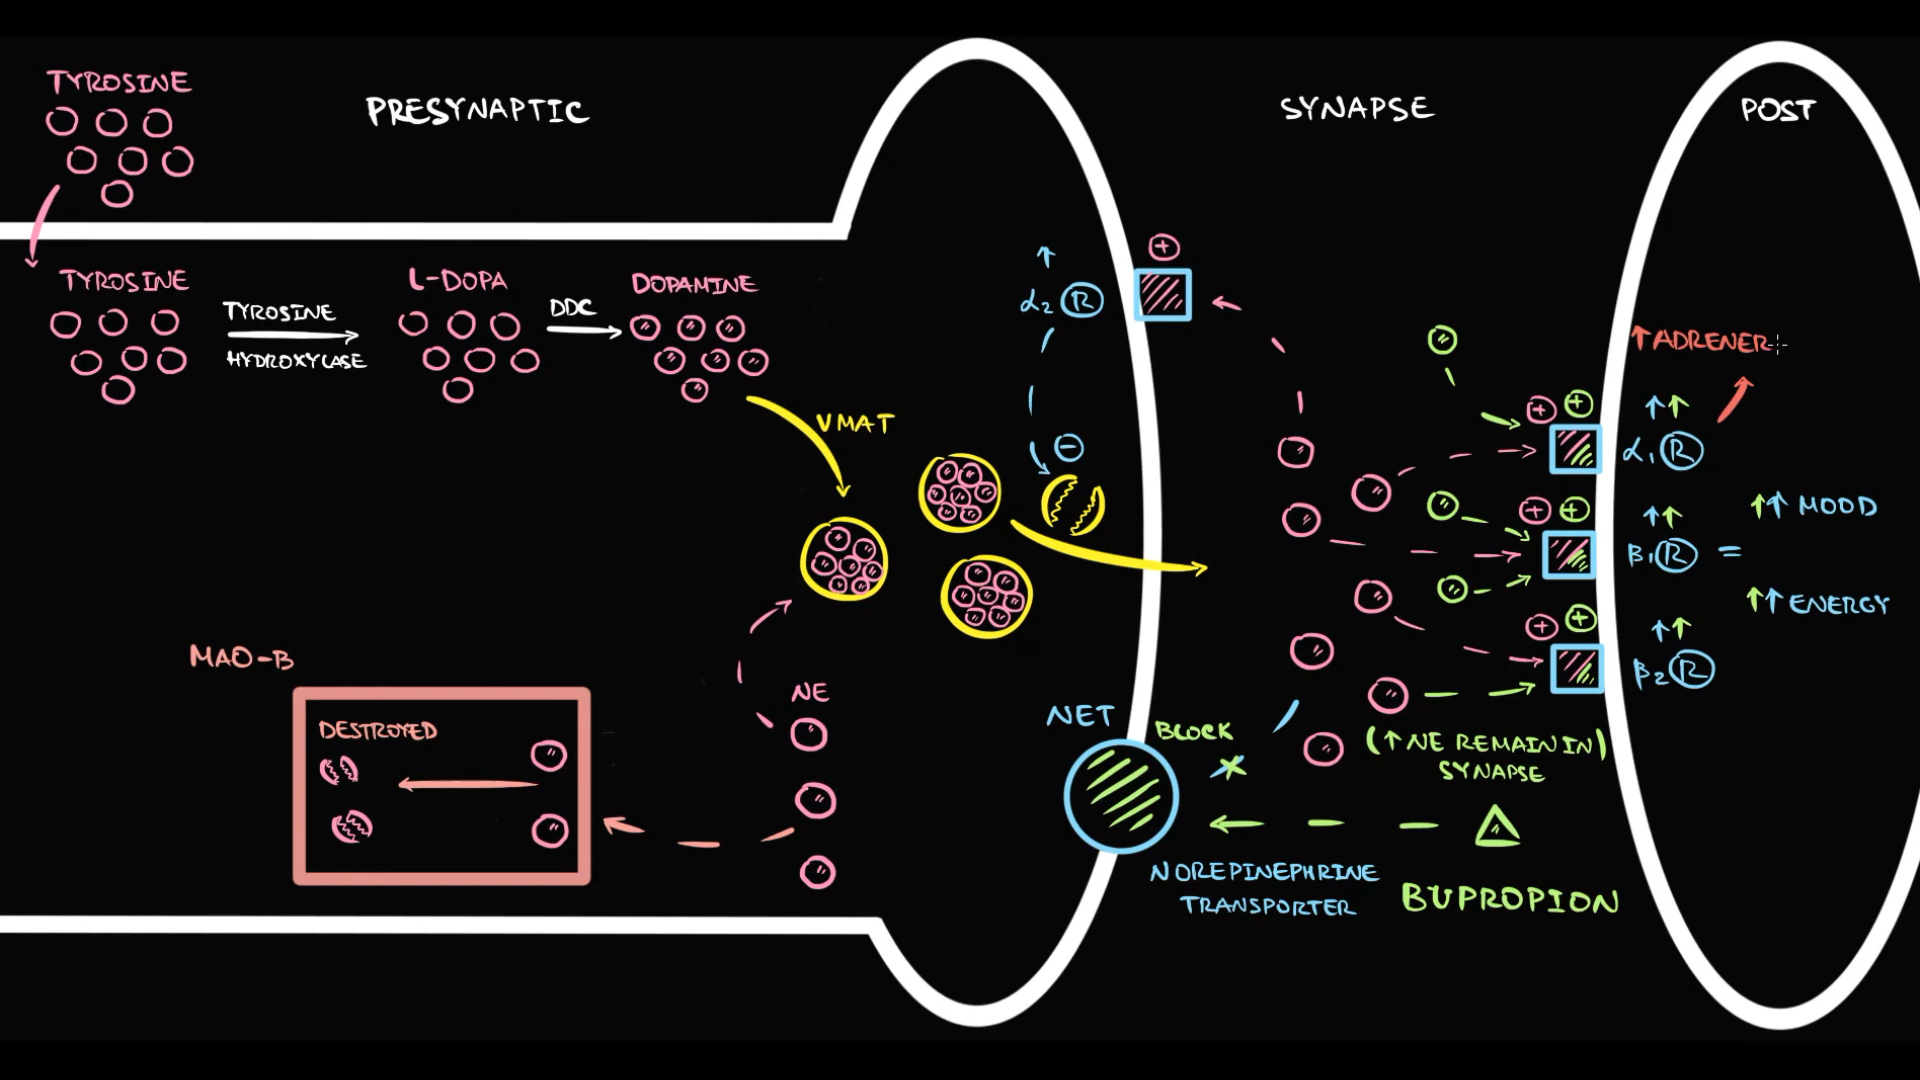 TYROSINE
PRESYNAPTIC
SYNAPSE
POST
TYROSINE
TYROSINE
HYDROXYLASE
L-DOPA
DDC
DOPAMINE
VMAT
α2 R
+
−
↑ ADRENER
+ +
α1 R
+ +
β1 R =
↑↑ MOOD
↑↑ ENERGY
+ +
β2 R
MAO-B
DESTROYED
NE
NET
BLOCK
(↑ NE REMAIN IN)
SYNAPSE
NOREPINEPHRINE
TRANSPORTER
BUPROPION